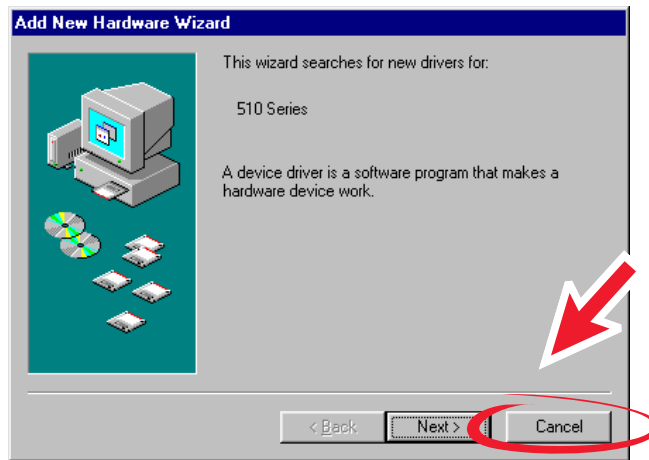 Add New Hardware Wizard
This wizard searches for new drivers for:
510 Series
A device driver is a software program that makes a
hardware device work.
< Back
Next >
Cancel